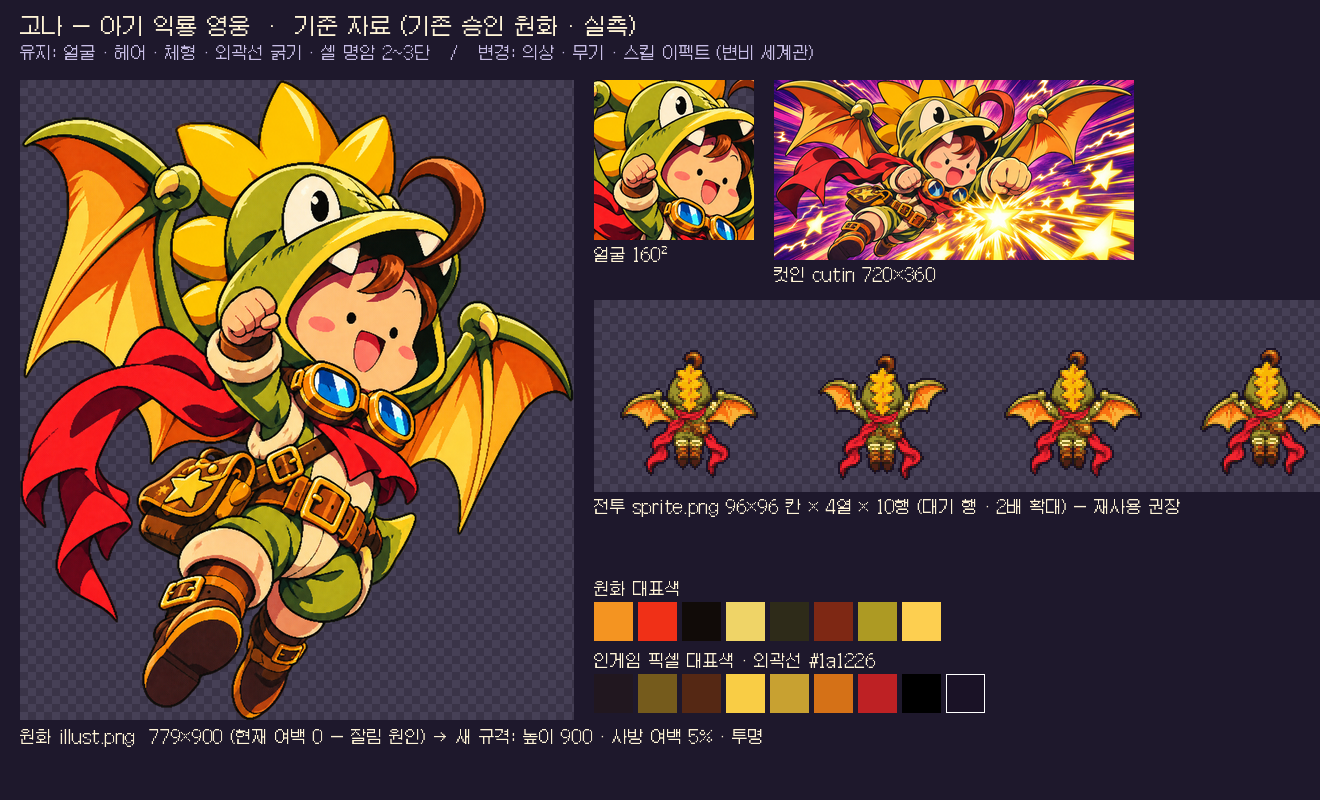 고나 — 아기 익룡 영웅 · 기준 자료 (기존 승인 원화 · 실측)
유지: 얼굴 · 헤어 · 체형 · 외곽선 굵기 · 셀 명암 2~3단 / 변경: 의상 · 무기 · 스킬 이펙트 (변비 세계관)
얼굴 160²
컷인 cutin 720×360
전투 sprite.png 96×96 칸 × 4열 × 10행 (대기 행 · 2배 확대) — 재사용 권장
원화 대표색
인게임 픽셀 대표색 · 외곽선 #1a1226
원화 illust.png 779×900 (현재 여백 0 — 잘림 원인) → 새 규격: 높이 900 · 사방 여백 5% · 투명